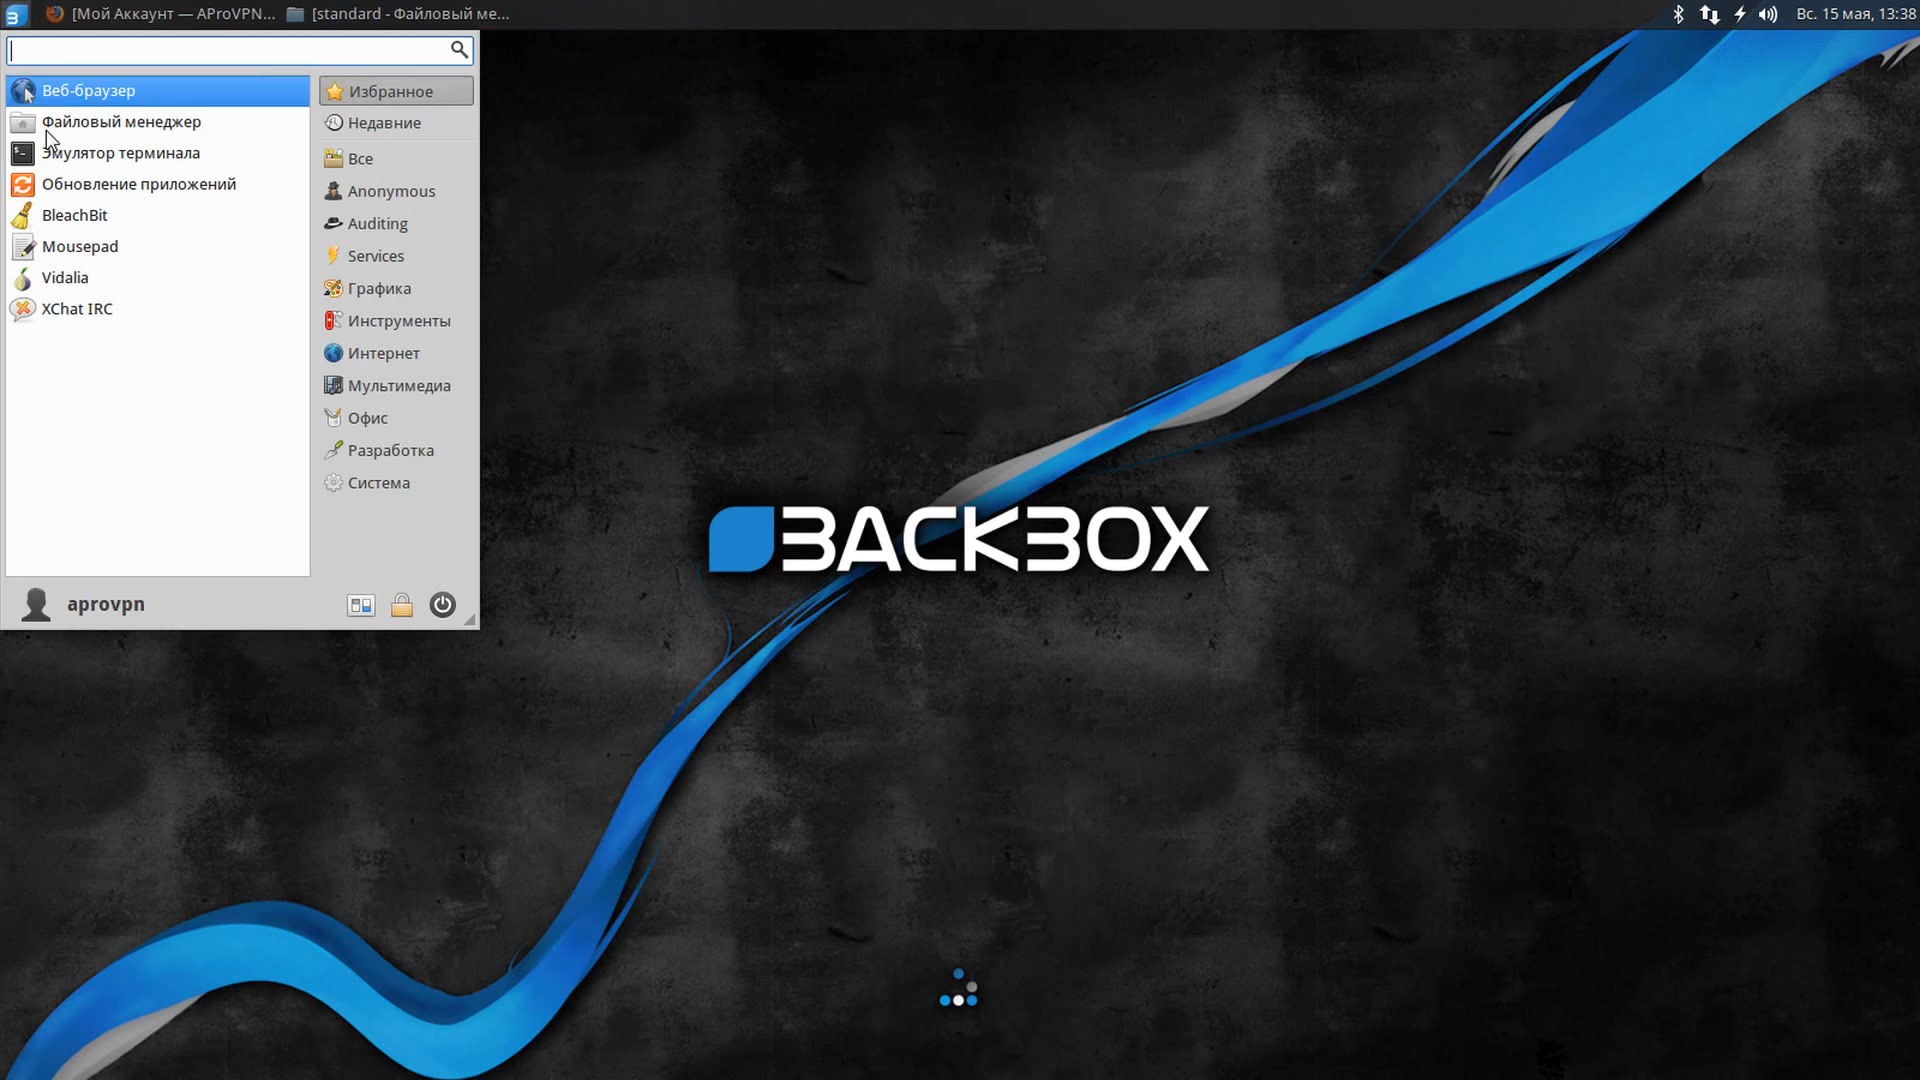 [Мой Аккаунт — AProVPN... [standard - Файловый ме... Вс. 15 мая, 13:38
Веб-браузер
Файловый менеджер
Эмулятор терминала
Обновление приложений
BleachBit
Mousepad
Vidalia
XChat IRC
Избранное
Недавние
Все
Anonymous
Auditing
Services
Графика
Инструменты
Интернет
Мультимедиа
Офис
Разработка
Система
aprovpn
BACKBOX